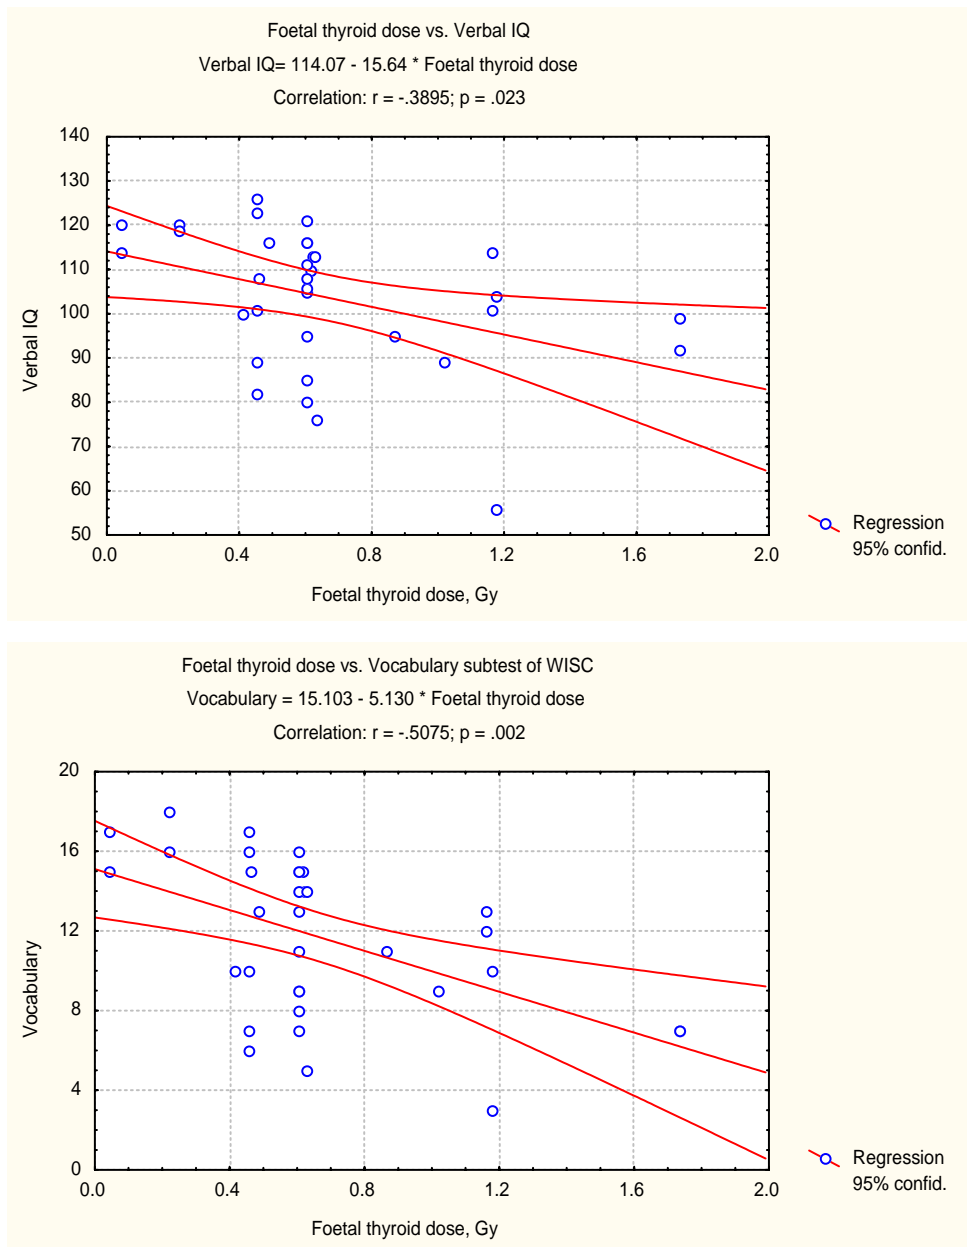 Foetal thyroid dose vs. Verbal IQ
Verbal IQ= 114.07 - 15.64 * Foetal thyroid dose
Correlation: r = -.3895; p = .023
140
130
120
110
100
90
80
70
60
50
Verbal IQ
0.0 0.4 0.8 1.2 1.6 2.0
Foetal thyroid dose, Gy
Regression
95% confid.
Foetal thyroid dose vs. Vocabulary subtest of WISC
Vocabulary = 15.103 - 5.130 * Foetal thyroid dose
Correlation: r = -.5075; p = .002
20
16
12
8
4
0
Vocabulary
0.0 0.4 0.8 1.2 1.6 2.0
Foetal thyroid dose, Gy
Regression
95% confid.